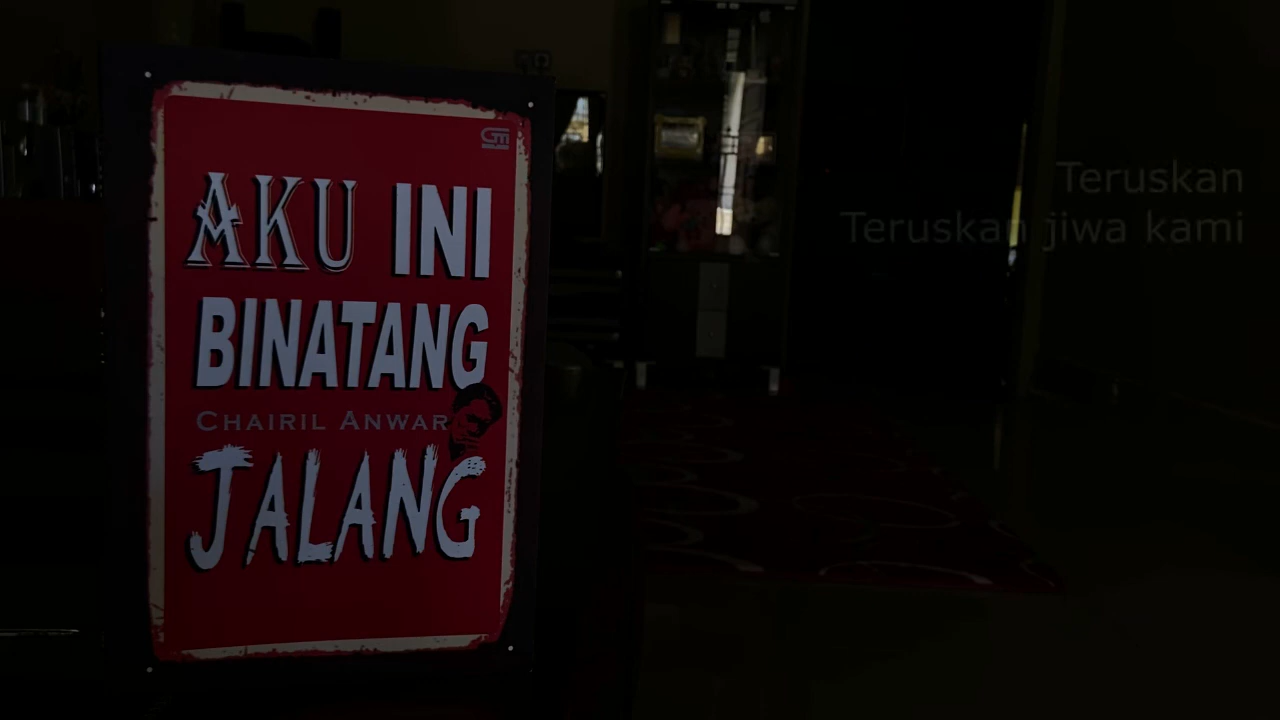 AKU INI
BINATANG
CHAIRIL ANWAR
JALANG
Teruskan
Teruskan jiwa kami